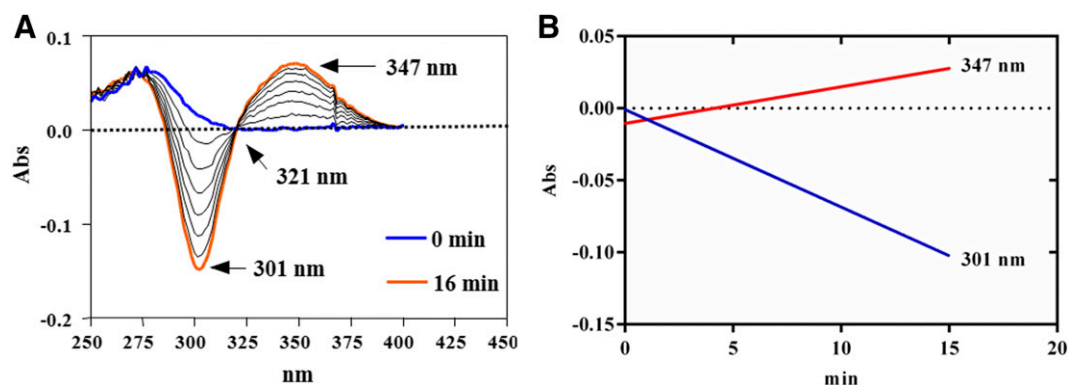 A
Abs
0.1
0.0
-0.1
-0.2
347 nm
321 nm
301 nm
0 min
16 min
250 275 300 325 350 375 400 425 450
nm
B
Abs
0.05
0.00
-0.05
-0.10
-0.15
347 nm
301 nm
0 5 10 15 20
min